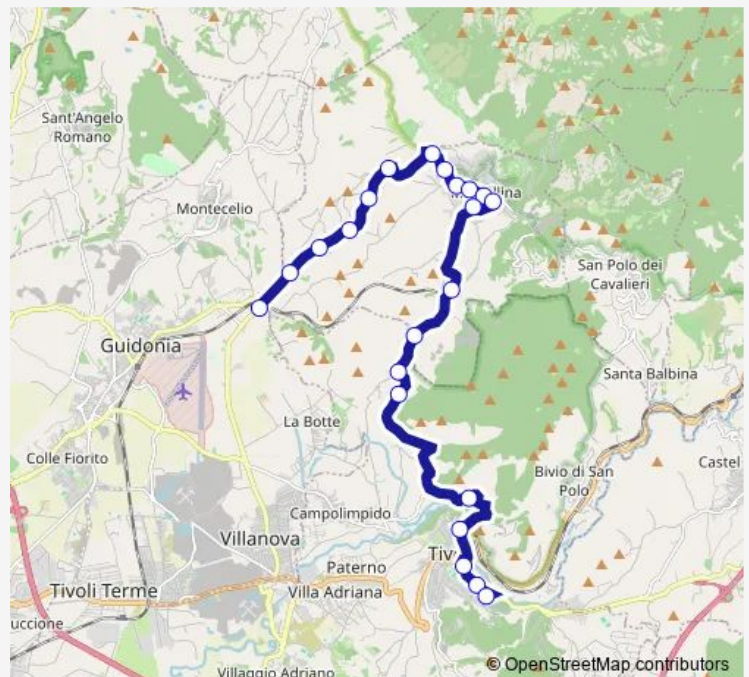 Sant'Angelo
Romano
Montecelio
San Polo dei
Cavalieri
Guidonia
Santa Balbina
La Botte
Colle Fiorito
Bivio di San
Polo
Castel
Campolimpido
Villanova
Paterno
Tivoli Terme
Villa Adriana
Villaggio Adriano
© OpenStreetMap contributors